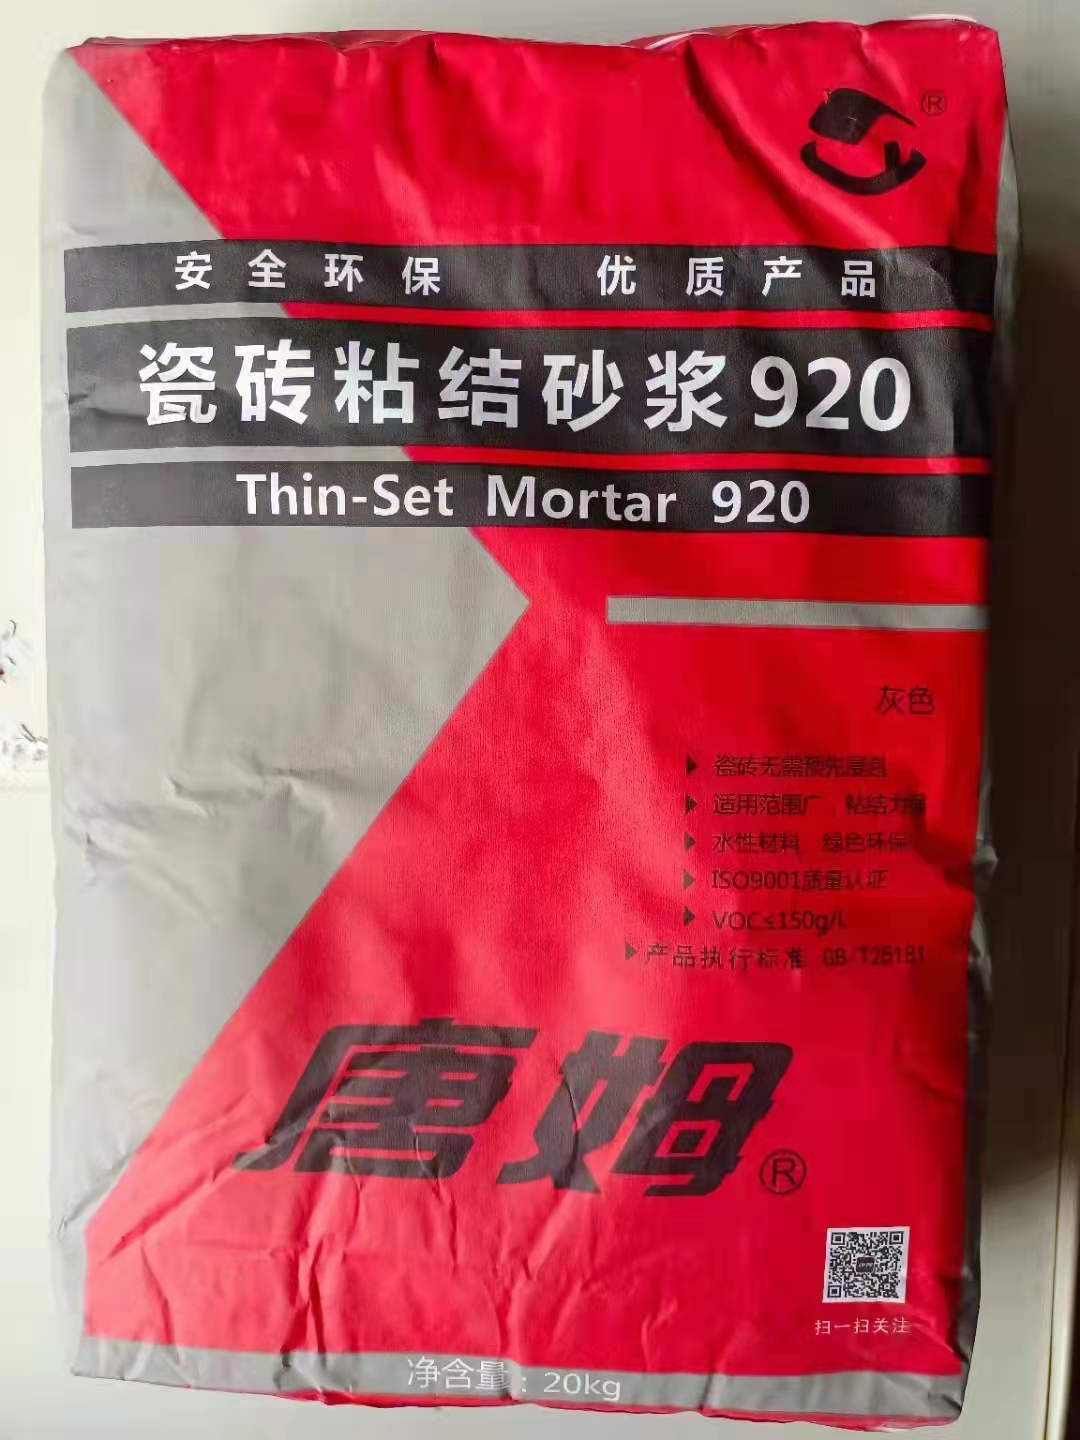 ®
安全环保 优质产品
瓷砖粘结砂浆920
Thin-Set Mortar 920
灰色
瓷砖无需预先浸湿
适用范围广 粘结力强
水性材料 绿色环保
ISO9001质量认证
VOC≤150g/L
产品执行标准 GB/T25181
唐姆®
扫一扫关注
净含量：20kg